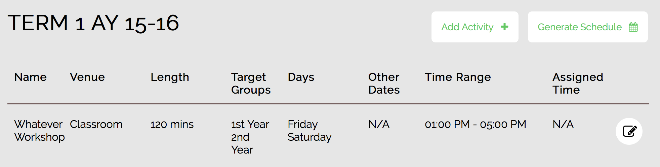 TERM 1 AY 15-16
Add Activity +
Generate Schedule
Name Venue Length Target Groups Days Other Dates Time Range Assigned Time
Whatever Workshop Classroom 120 mins 1st Year 2nd Year Friday Saturday N/A 01:00 PM - 05:00 PM N/A